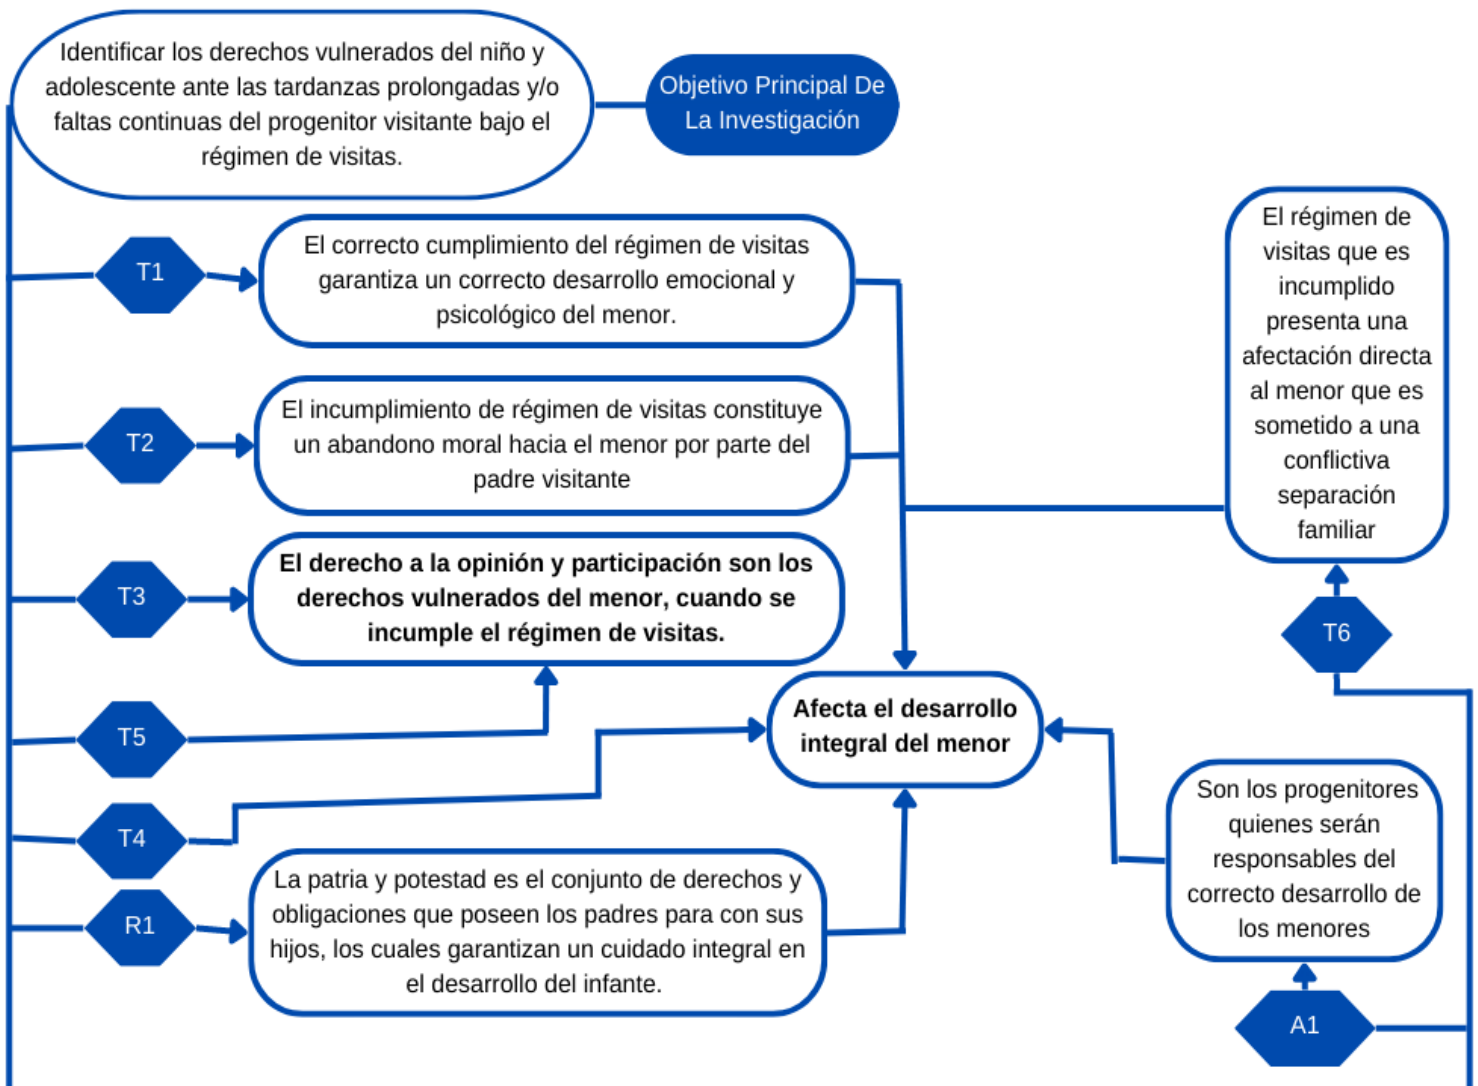 Identificar los derechos vulnerados del niño y
adolescente ante las tardanzas prolongadas y/o
faltas continuas del progenitor visitante bajo el
régimen de visitas.
Objetivo Principal De
La Investigación
T1
El correcto cumplimiento del régimen de visitas
garantiza un correcto desarrollo emocional y
psicológico del menor.
T2
El incumplimiento de régimen de visitas constituye
un abandono moral hacia el menor por parte del
padre visitante
T3
El derecho a la opinión y participación son los
derechos vulnerados del menor, cuando se
incumple el régimen de visitas.
T5
T4
R1
La patria y potestad es el conjunto de derechos y
obligaciones que poseen los padres para con sus
hijos, los cuales garantizan un cuidado integral en
el desarrollo del infante.
Afecta el desarrollo
integral del menor
El régimen de
visitas que es
incumplido
presenta una
afectación directa
al menor que es
sometido a una
conflictiva
separación
familiar
T6
Son los progenitores
quienes serán
responsables del
correcto desarrollo de
los menores
A1